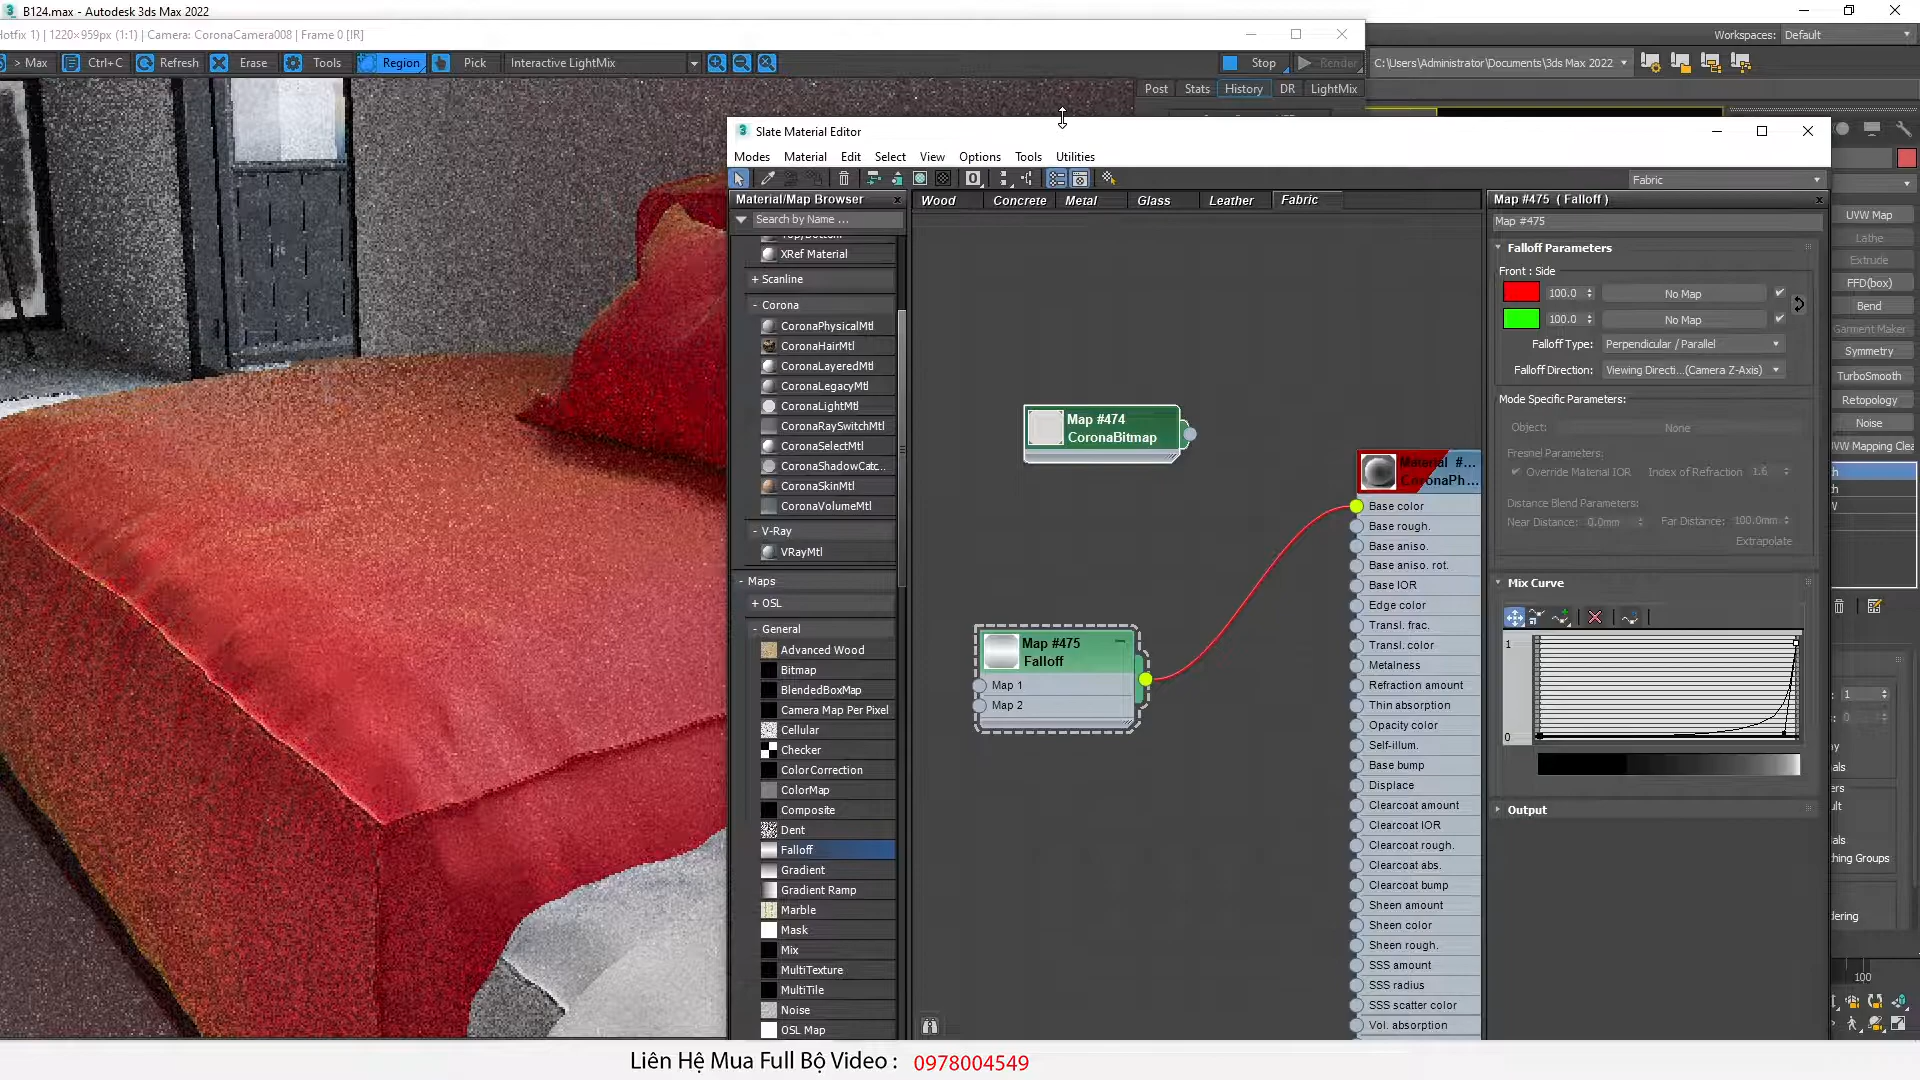 B124.max - Autodesk 3ds Max 2022
Hotfix 1) | 1220×959px (1:1) | Camera: CoronaCamera008 | Frame 0 [IR]
Workspaces: Default
> Max Ctrl+C Refresh Erase Tools Region Pick Interactive LightMix Stop Render
C:\Users\Administrator\Documents\3ds Max 2022
Post Stats History DR LightMix
Slate Material Editor
Modes Material Edit Select View Options Tools Utilities
Fabric
Material/Map Browser
Search by Name ...
Top/Bottom
XRef Material
+ Scanline
- Corona
CoronaPhysicalMtl
CoronaHairMtl
CoronaLayeredMtl
CoronaLegacyMtl
CoronaLightMtl
CoronaRaySwitchMtl
CoronaSelectMtl
CoronaShadowCatc...
CoronaSkinMtl
CoronaVolumeMtl
- V-Ray
VRayMtl
- Maps
+ OSL
- General
Advanced Wood
Bitmap
BlendedBoxMap
Camera Map Per Pixel
Cellular
Checker
ColorCorrection
ColorMap
Composite
Dent
Falloff
Gradient
Gradient Ramp
Marble
Mask
Mix
MultiTexture
MultiTile
Noise
OSL Map
Wood Concrete Metal Glass Leather Fabric
Map #474
CoronaBitmap
Map #475
Falloff
Map 1
Map 2
Material #...
CoronaPh...
Base color
Base rough.
Base aniso.
Base aniso. rot.
Base IOR
Edge color
Transl. frac.
Transl. color
Metalness
Refraction amount
Thin absorption
Opacity color
Self-illum.
Base bump
Displace
Clearcoat amount
Clearcoat IOR
Clearcoat rough.
Clearcoat abs.
Clearcoat bump
Sheen amount
Sheen color
Sheen rough.
SSS amount
SSS radius
SSS scatter color
Vol. absorption
Map #475 ( Falloff )
Map #475
Falloff Parameters
Front : Side
100.0 No Map
100.0 No Map
Falloff Type: Perpendicular / Parallel
Falloff Direction: Viewing Directi...(Camera Z-Axis)
Mode Specific Parameters:
Object: None
Fresnel Parameters:
Override Material IOR Index of Refraction 1.6
Distance Blend Parameters:
Near Distance: 0.0mm Far Distance: 100.0mm
Extrapolate
Mix Curve
1
0
Output
UVW Map
Lathe
Extrude
FFD(box)
Bend
Garment Maker
Symmetry
TurboSmooth
Retopology
Noise
UVW Mapping Clea
1
0
als
ers
ult
als
hing Groups
dering
100
Liên Hệ Mua Full Bộ Video : 0978004549